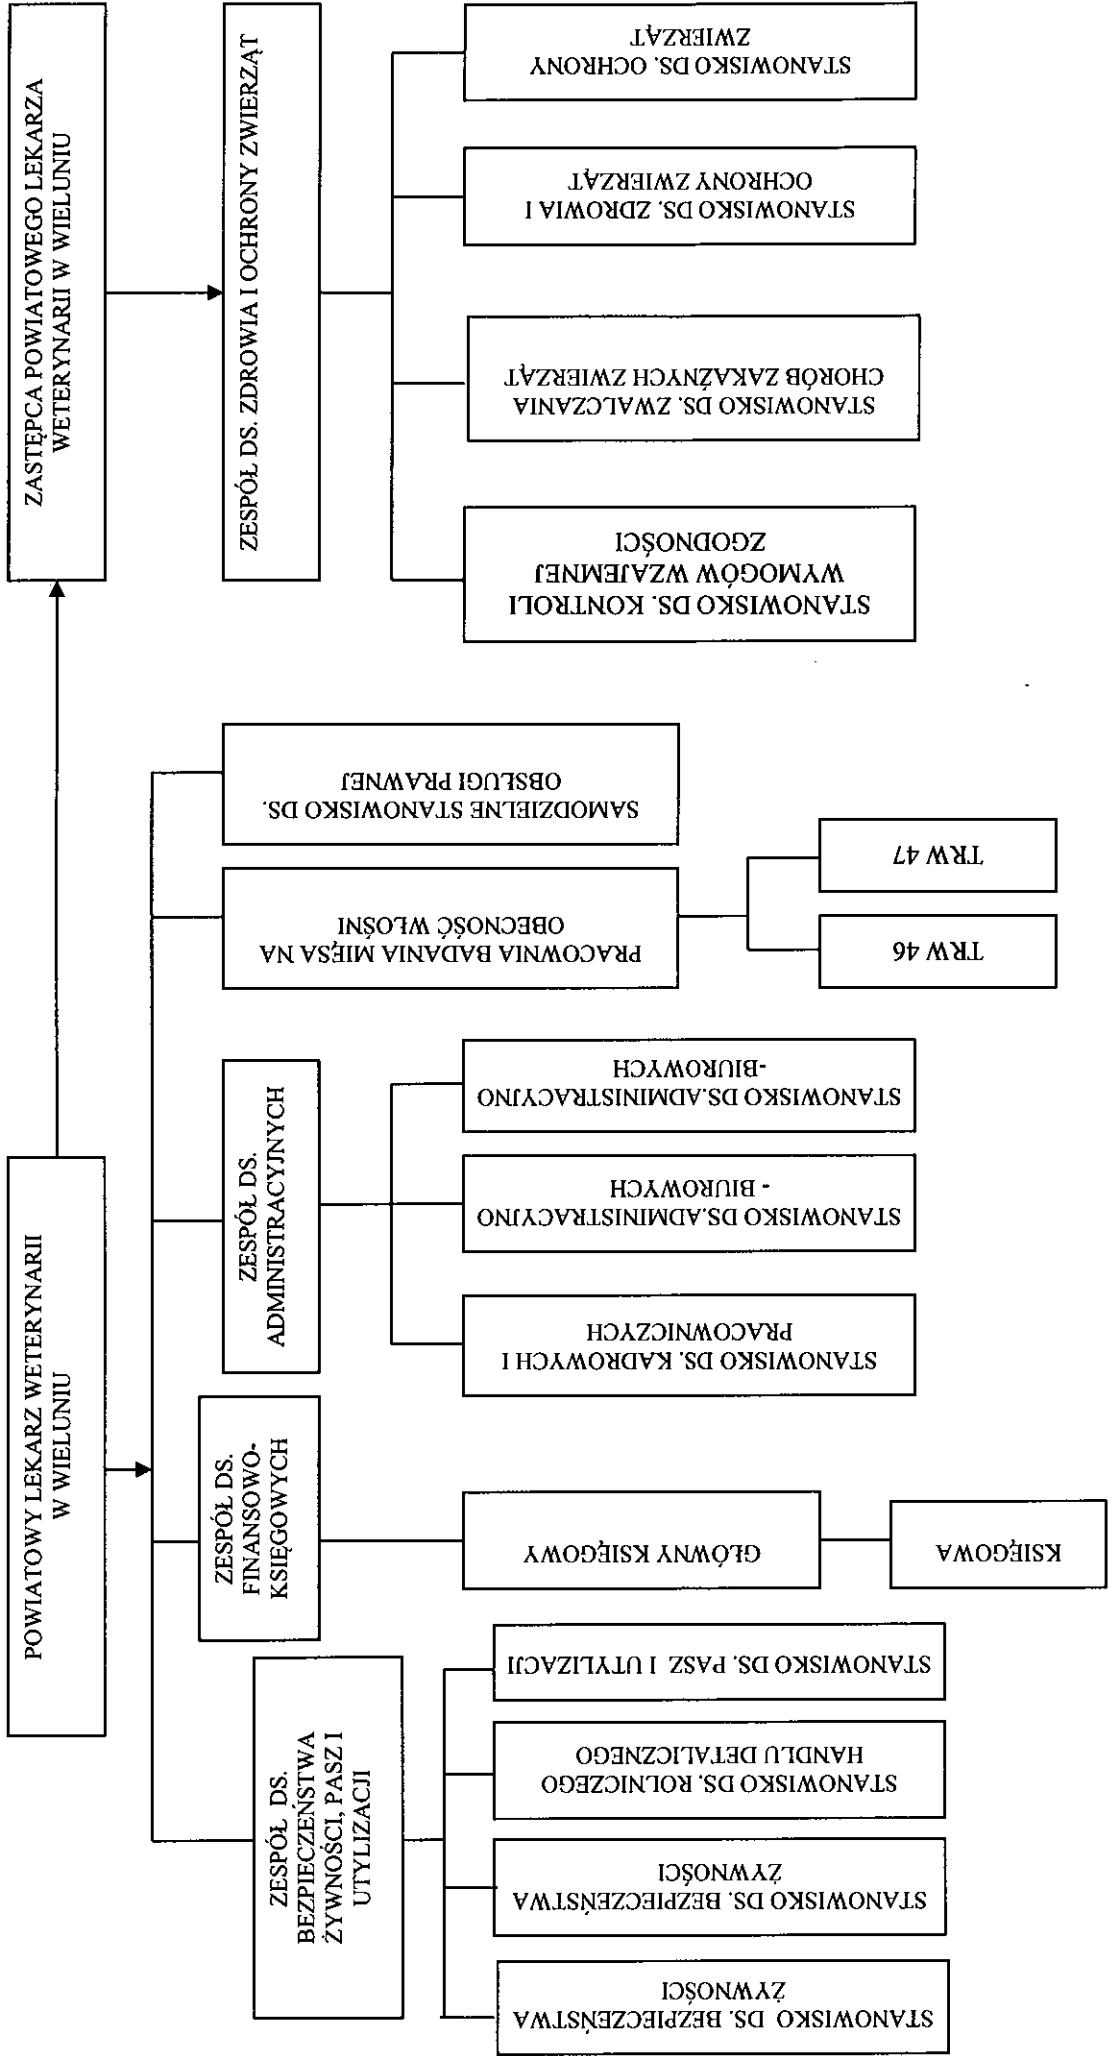 POWIATOWY LEKARZ WETERYNARII
W WIELUNIU
ZASTĘPCA POWIATOWEGO LEKARZA
WETERYNARII W WIELUNIU
ZESPÓŁ DS.
BEZPIECZEŃSTWA
ŻYWNOŚCI, PASZ I
UTYLIZACJI
STANOWISKO DS. BEZPIECZEŃSTWA
ŻYWNOŚCI
STANOWISKO DS. BEZPIECZEŃSTWA
ŻYWNOŚCI
STANOWISKO DS. ROLNICZEGO
HANDLU DETALICZNEGO
STANOWISKO DS. PASZ I UTYLIZACJI
ZESPÓŁ DS.
FINANSOWO-
KSIĘGOWYCH
GŁÓWNY KSIĘGOWY
KSIĘGOWA
ZESPÓŁ DS.
ADMINISTRACYJNYCH
STANOWISKO DS. KADROWYCH I
PRACOWNICZYCH
STANOWISKO DS.ADMINISTRACYJNO
- BIUROWYCH
STANOWISKO DS.ADMINISTRACYJNO
-BIUROWYCH
PRACOWNIA BADANIA MIĘSA NA
OBECNOŚĆ WŁOŚNI
TRW 46
TRW 47
SAMODZIELNE STANOWISKO DS.
OBSŁUGI PRAWNEJ
ZESPÓŁ DS. ZDROWIA I OCHRONY ZWIERZĄT
STANOWISKO DS. KONTROLI
WYMOGÓW WZAJEMNEJ
ZGODNOŚCI
STANOWISKO DS. ZWALCZANIA
CHORÓB ZAKAŹNYCH ZWIERZĄT
STANOWISKO DS. ZDROWIA I
OCHRONY ZWIERZĄT
STANOWISKO DS. OCHRONY
ZWIERZĄT